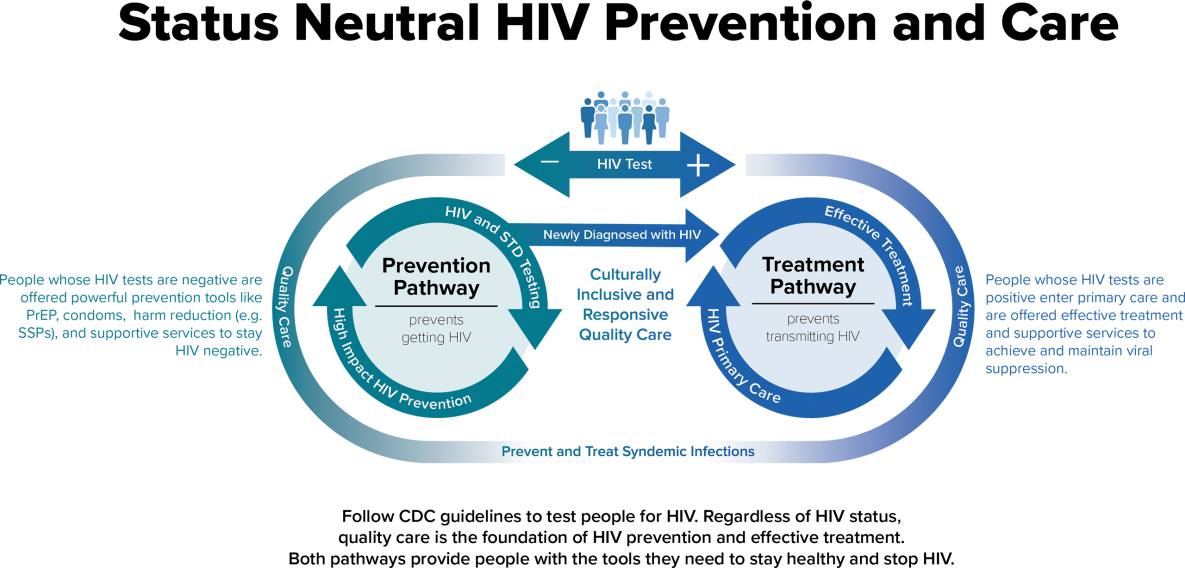 Status Neutral HIV Prevention and Care
− HIV Test +
Newly Diagnosed with HIV
HIV and STD Testing
High Impact HIV Prevention
Prevention
Pathway
prevents
getting HIV
Culturally
Inclusive and
Responsive
Quality Care
Effective Treatment
HIV Primary Care
Treatment
Pathway
prevents
transmitting HIV
Quality Care
Quality Care
People whose HIV tests are negative are
offered powerful prevention tools like
PrEP, condoms, harm reduction (e.g.
SSPs), and supportive services to stay
HIV negative.
People whose HIV tests are
positive enter primary care and
are offered effective treatment
and supportive services to
achieve and maintain viral
suppression.
Prevent and Treat Syndemic Infections
Follow CDC guidelines to test people for HIV. Regardless of HIV status,
quality care is the foundation of HIV prevention and effective treatment.
Both pathways provide people with the tools they need to stay healthy and stop HIV.